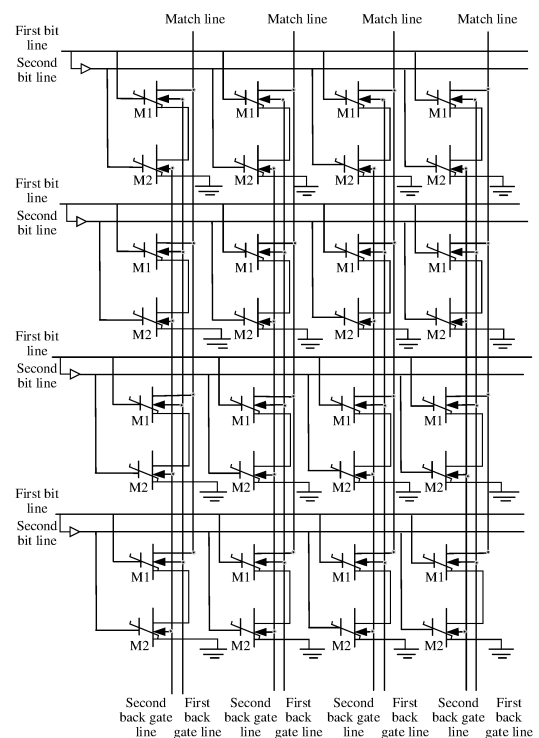 Match line Match line Match line Match line
First bit
line
Second
bit line
M1 M1 M1 M1
M2 M2 M2 M2
First bit
line
Second
bit line
M1 M1 M1 M1
M2 M2 M2 M2
First bit
line
Second
bit line
M1 M1 M1 M1
M2 M2 M2 M2
First bit
line
Second
bit line
M1 M1 M1 M1
M2 M2 M2 M2
Second First Second First Second First Second First
back gate back back gate back back gate back back gate back
line gate line line gate line line gate line line gate line